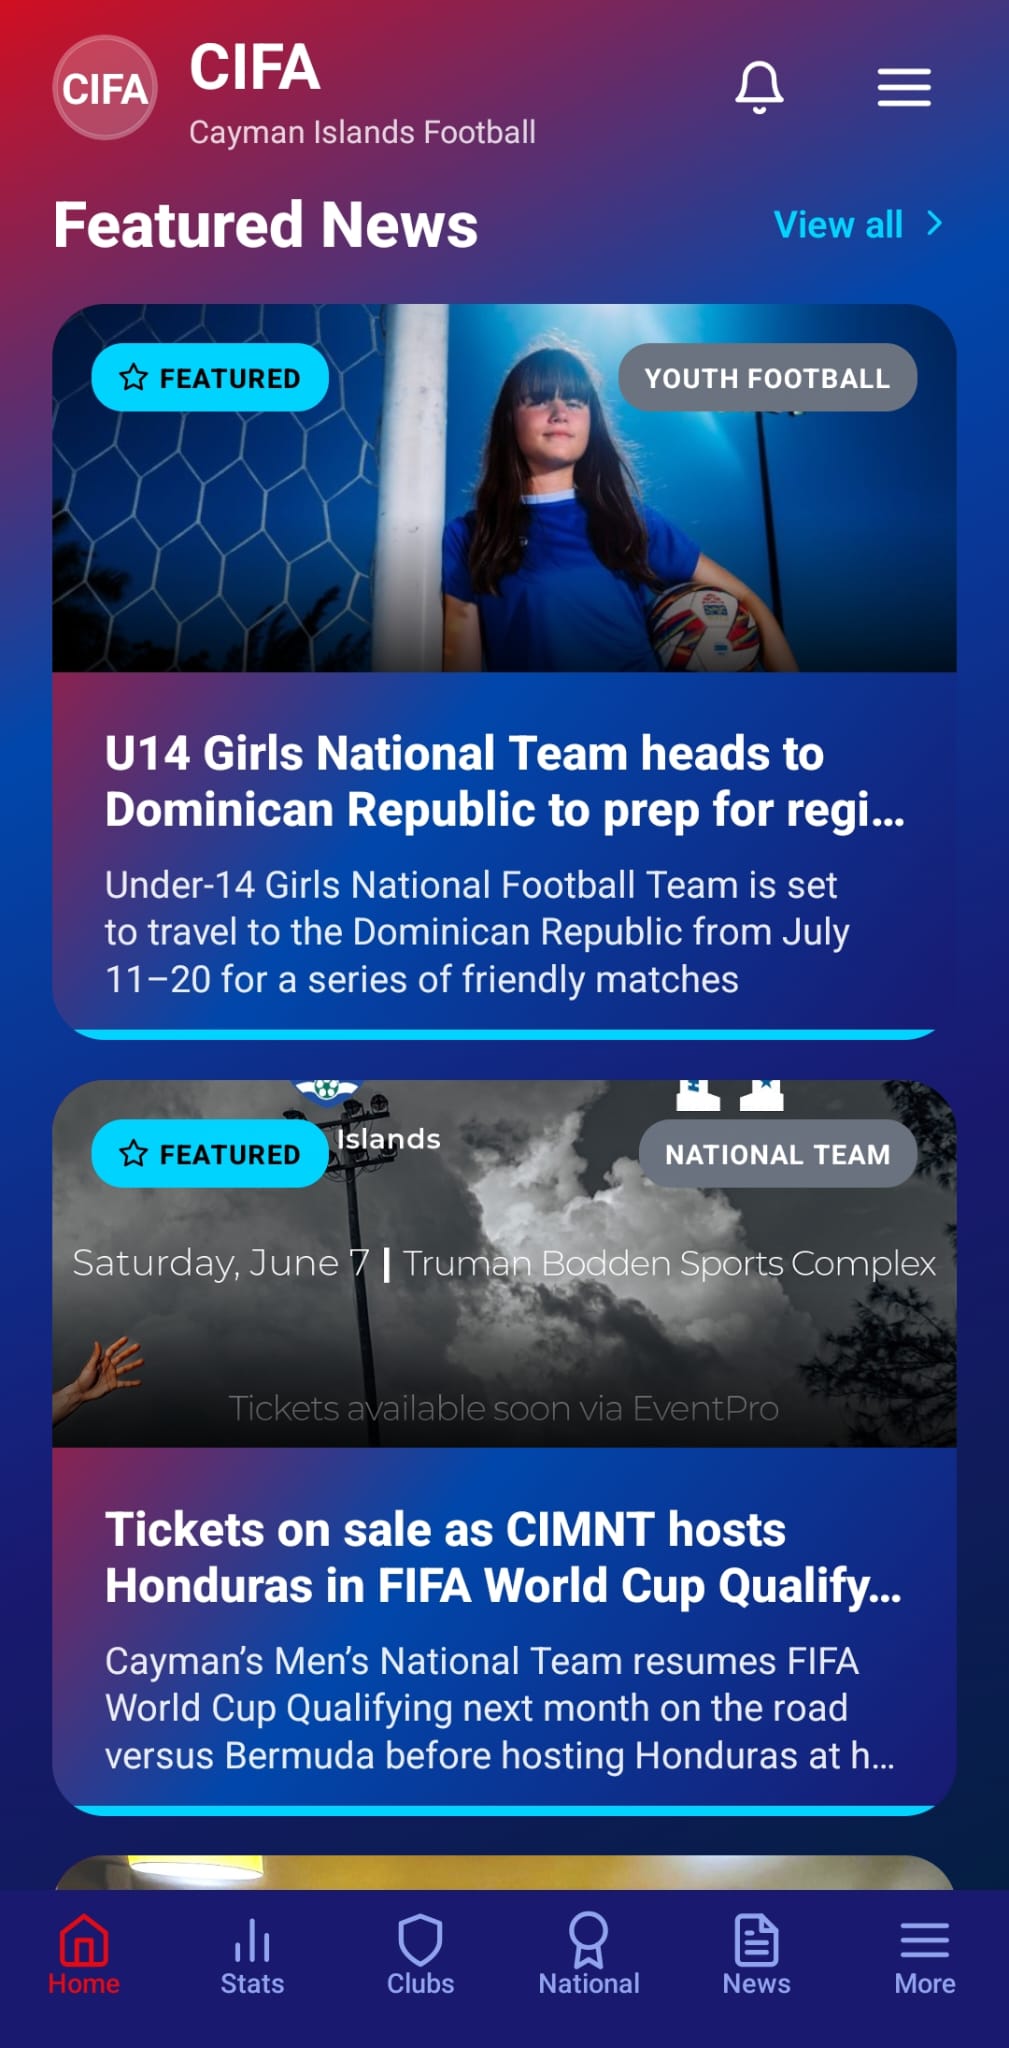 CIFA
CIFA
Cayman Islands Football
Featured News
View all
FEATURED
YOUTH FOOTBALL
U14 Girls National Team heads to
Dominican Republic to prep for regi...
Under-14 Girls National Football Team is set
to travel to the Dominican Republic from July
11–20 for a series of friendly matches
Islands
FEATURED
NATIONAL TEAM
Saturday, June 7 | Truman Bodden Sports Complex
Tickets available soon via EventPro
Tickets on sale as CIMNT hosts
Honduras in FIFA World Cup Qualify...
Cayman’s Men’s National Team resumes FIFA
World Cup Qualifying next month on the road
versus Bermuda before hosting Honduras at h...
Home
Stats
Clubs
National
News
More